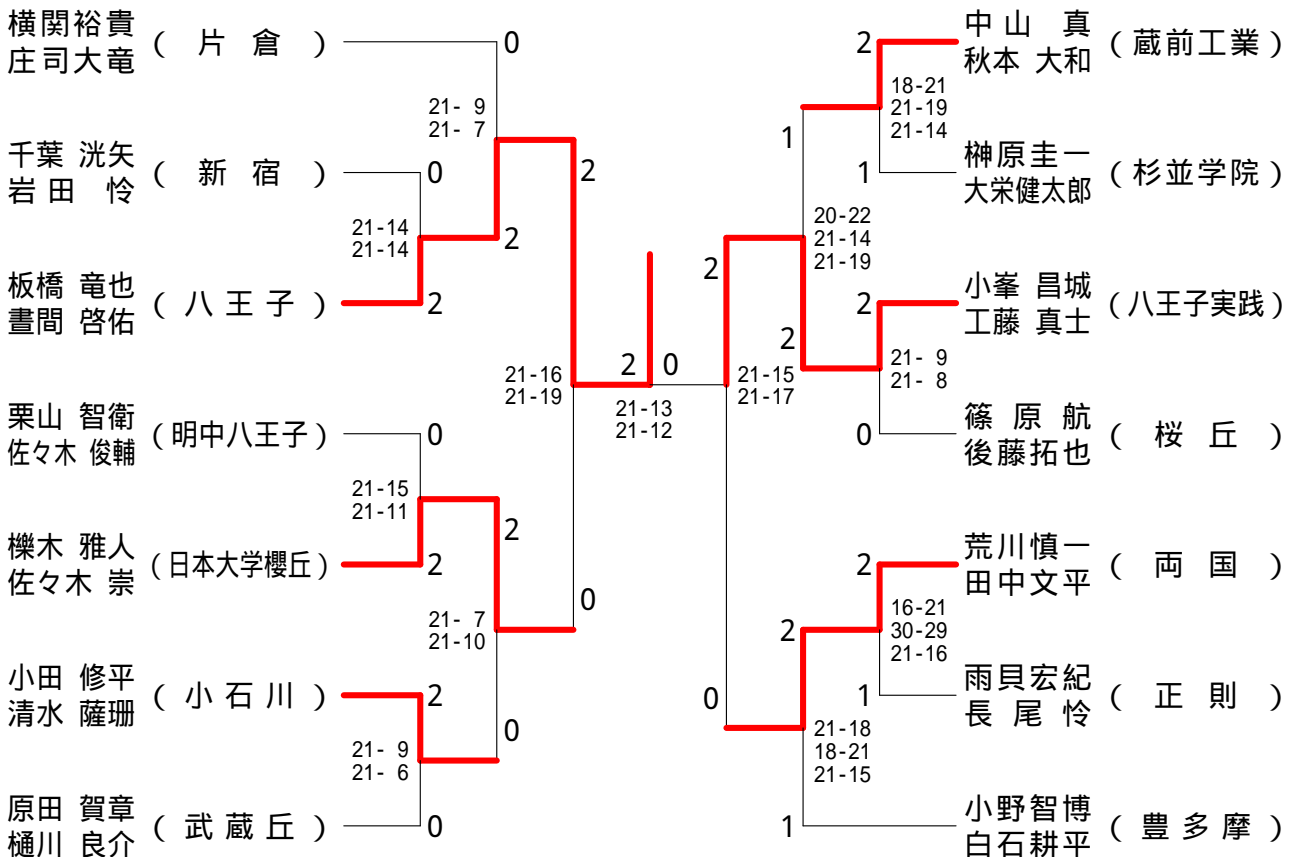 横関裕貴
庄司大竜
( 片 倉 )
0
21- 9
21- 7
千葉 洸矢
岩 田 怜
( 新 宿 )
0
21-14
21-14
2
板橋 竜也
晝間 啓佑
( 八 王 子 )
2
2
21-16
21-19
栗山 智衛
佐々木 俊輔
(明中八王子)
0
21-15
21-11
2
櫟木 雅人
佐々木 崇
(日本大学櫻丘)
2
21- 7
21-10
0
小田 修平
清水 薩珊
( 小 石 川 )
2
21- 9
21- 6
0
原田 賀章
樋川 良介
( 武 蔵 丘 )
0
2 0
21-13
21-12
中 山 真
秋本 大和
(蔵前工業)
2
18-21
21-19
21-14
1
榊原圭一
大栄健太郎
(杉並学院)
1
20-22
21-14
21-19
2
小峯 昌城
工藤 真士
(八王子実践)
2
21- 9
21- 8
2
21-15
21-17
篠 原 航
後藤拓也
( 桜 丘 )
0
荒川慎一
田中文平
( 両 国 )
2
16-21
30-29
21-16
2
雨貝宏紀
長 尾 怜
( 正 則 )
1
0
21-18
18-21
21-15
小野智博
白石耕平
( 豊 多 摩 )
1